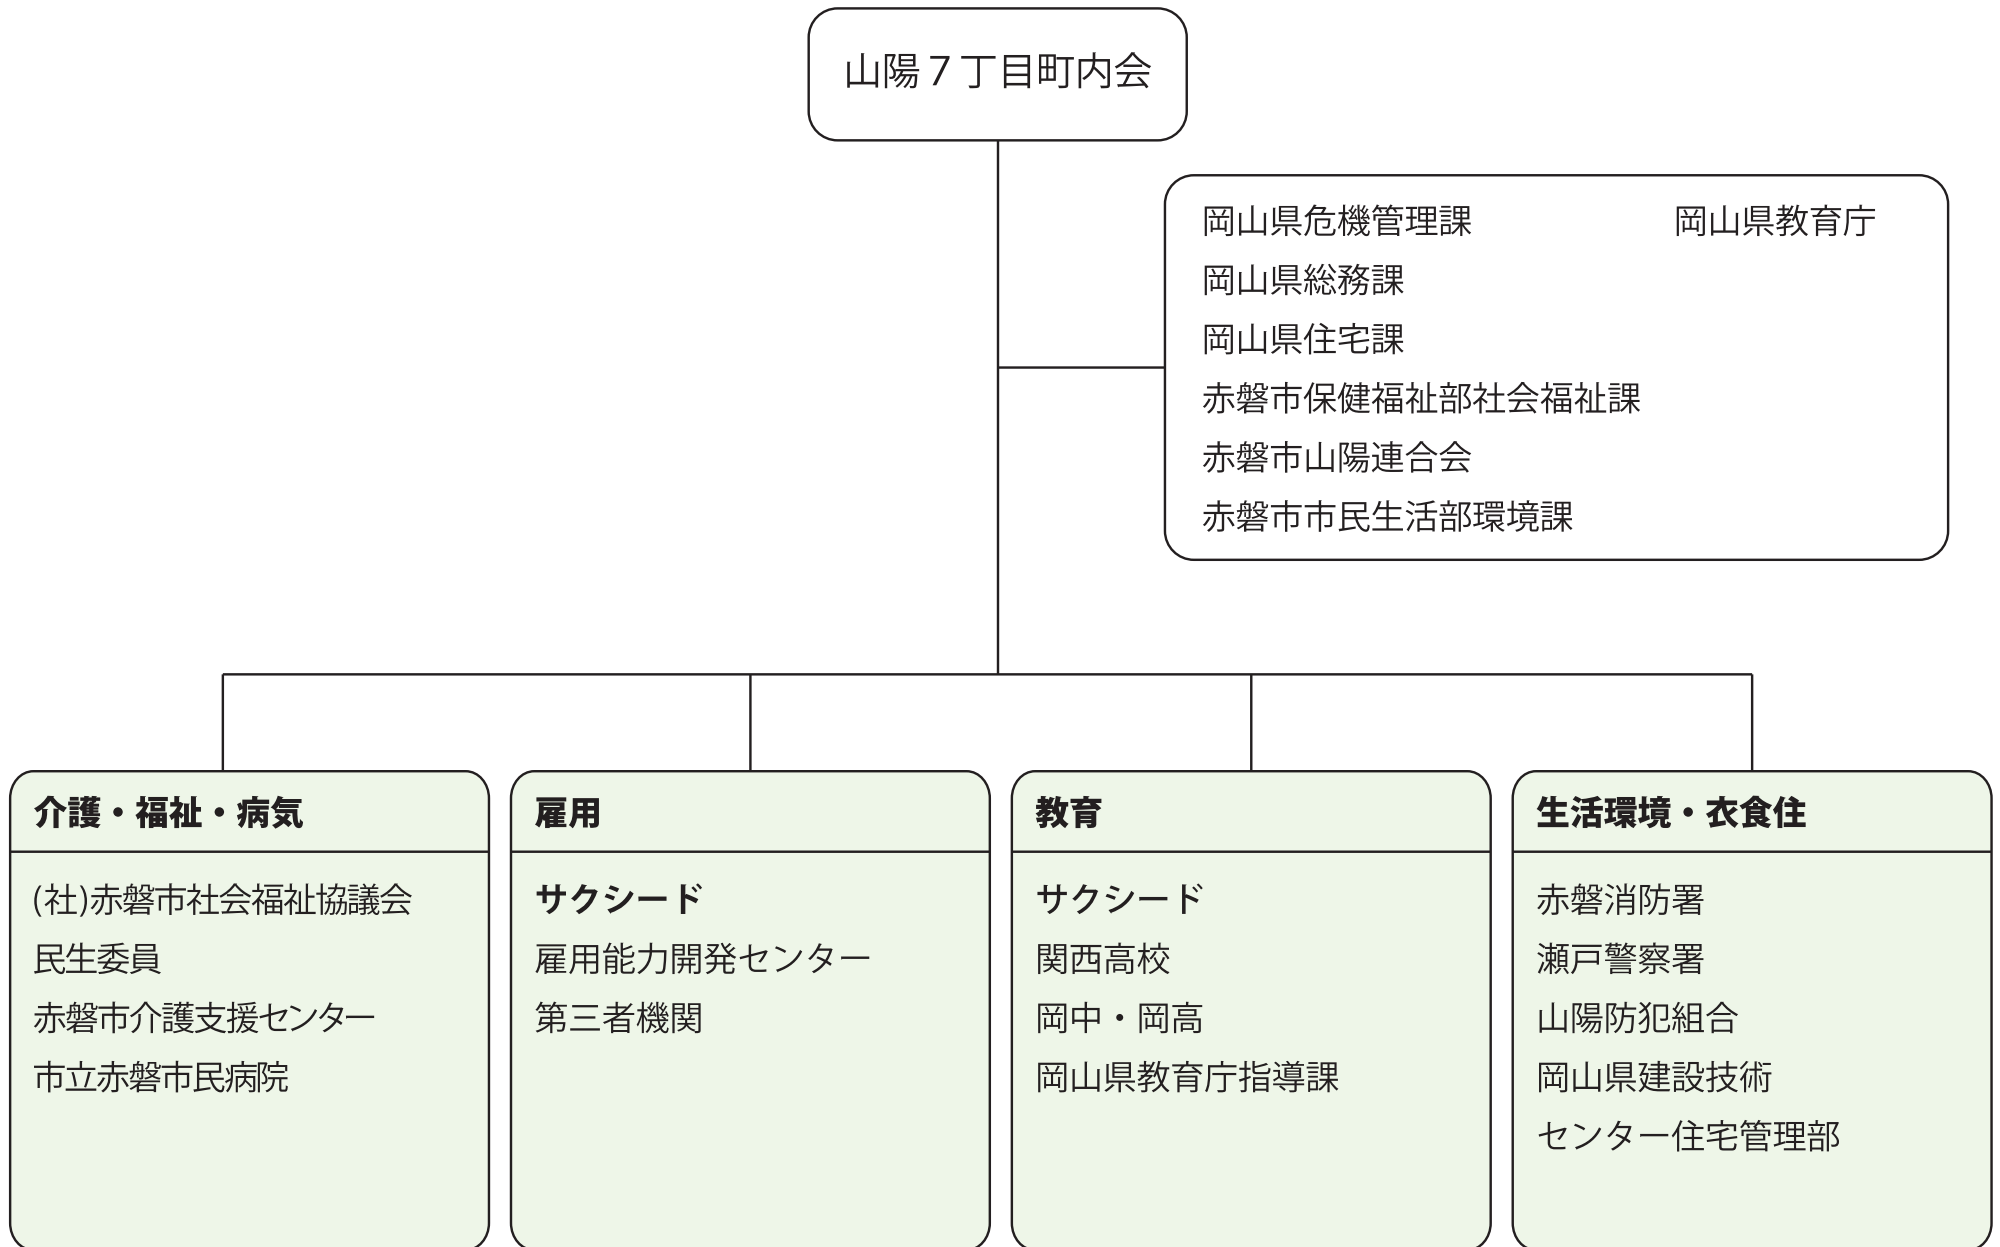 山陽７丁目町内会
岡山県危機管理課　岡山県教育庁
岡山県総務課
岡山県住宅課
赤磐市保健福祉部社会福祉課
赤磐市山陽連合会
赤磐市市民生活部環境課
介護・福祉・病気
(社)赤磐市社会福祉協議会
民生委員
赤磐市介護支援センター
市立赤磐市民病院
雇用
サクシード
雇用能力開発センター
第三者機関
教育
サクシード
関西高校
岡中・岡高
岡山県教育庁指導課
生活環境・衣食住
赤磐消防署
瀬戸警察署
山陽防犯組合
岡山県建設技術
センター住宅管理部